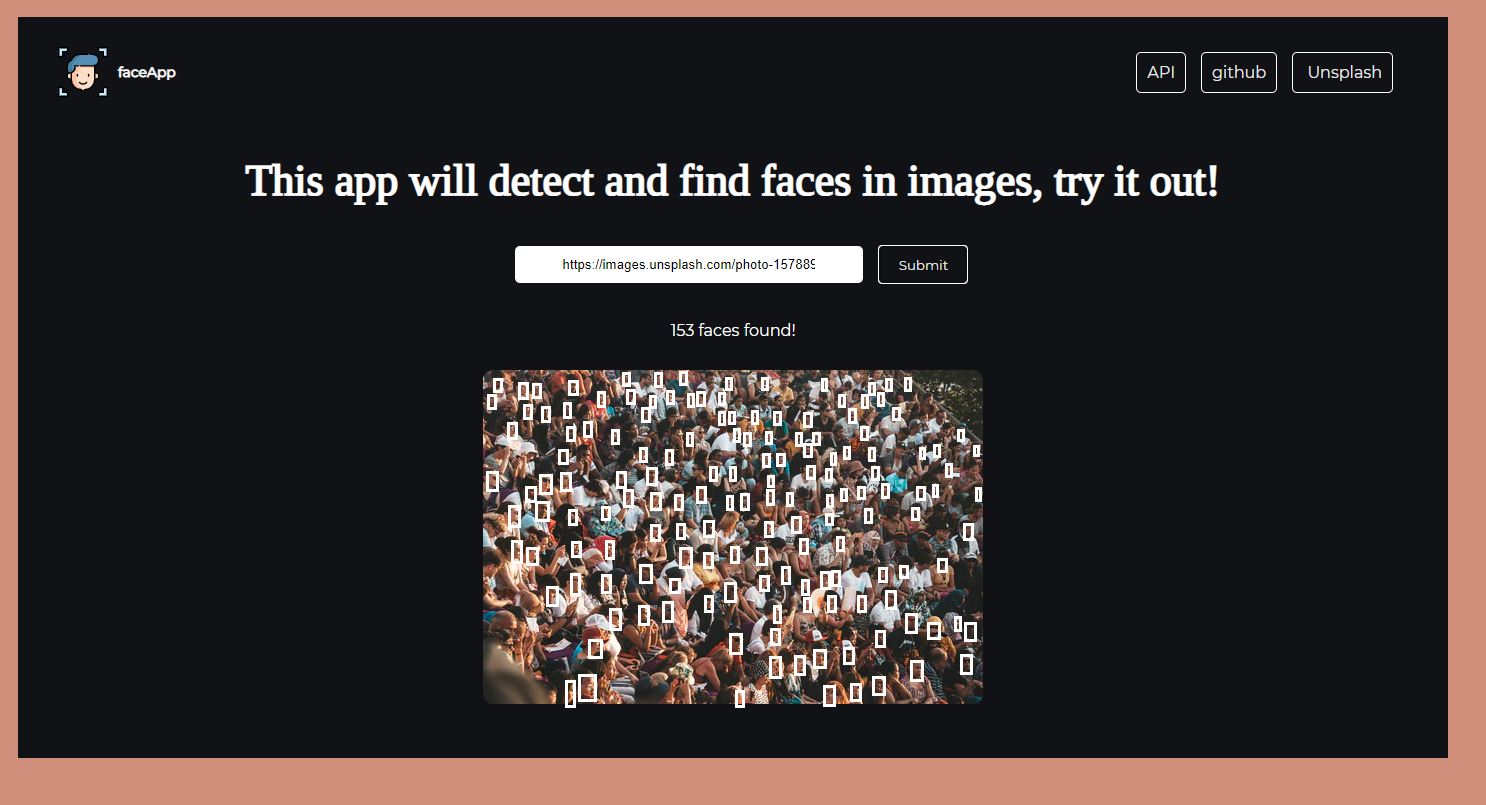 faceApp
API
github
Unsplash
This app will detect and find faces in images, try it out!
https://images.unsplash.com/photo-157889
Submit
153 faces found!